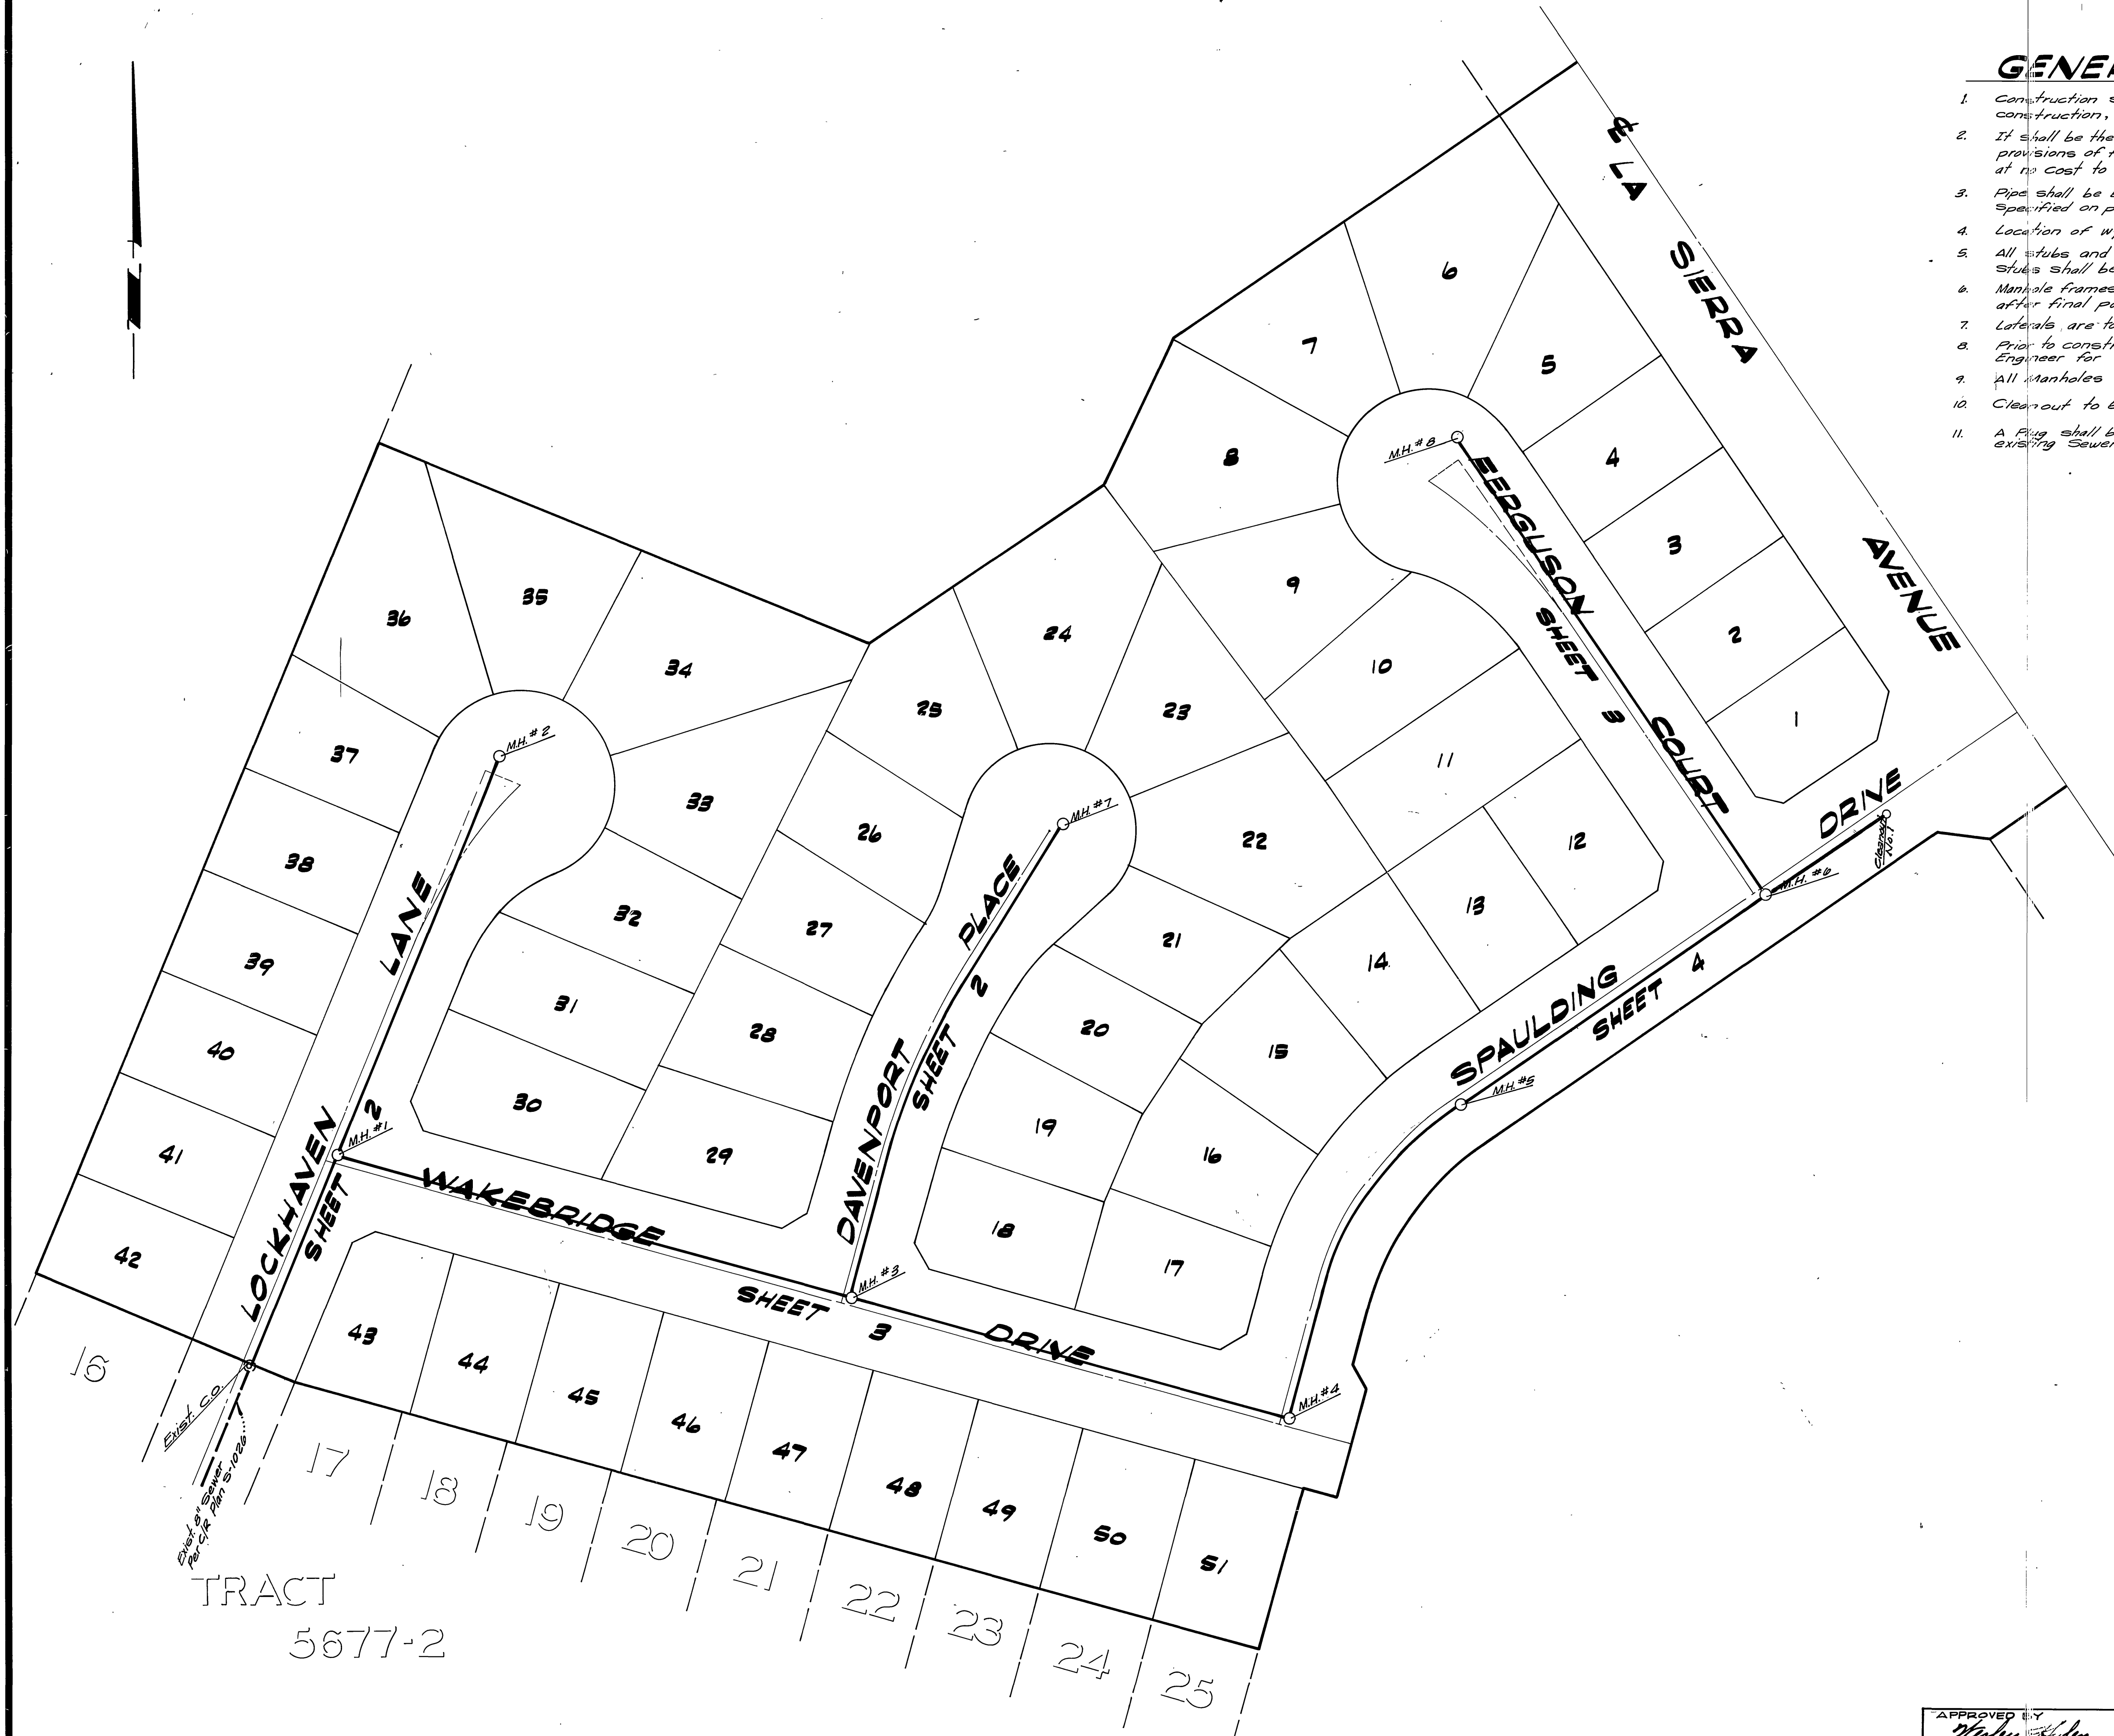 GENER
1. Construction s
construction,
2. It shall be the
provisions of t
at no cost to
3. Pipe shall be
Specified on p
4. Location of w
5. All stubs and
stubs shall be
6. Manhole frames
after final pa
7. Laterals are to
8. Prior to constr
Engineer for
9. All Manholes
10. Cleanout to b
11. A Plug shall b
existing Sewer
℄ LA SIERRA AVENUE
6
7
5
8
M.H. #8
4
FERGUSON COURT
SHEET 3
3
2
1
9
10
11
12
13
14
DRIVE
Cleanout
No. 1
M.H. #6
SPAULDING
SHEET 4
M.H. #5
36
35
34
37
M.H. #2
33
38
32
39
LANE
31
40
30
41
42
LOCKHAVEN
SHEET 2
M.H. #1
24
25
23
26
M.H. #7
22
27
PLACE
21
28
20
29
19
15
16
18
17
DAVENPORT
SHEET 2
WAKEBRIDGE
SHEET 3
M.H. #3
DRIVE
M.H. #4
43
44
45
46
47
48
49
50
51
16
Exist. C.O.
Exist. 8" Sewer
Per C/R Plan S-1026
17
18
19
20
21
22
23
24
25
TRACT
5677-2
APPROVED BY